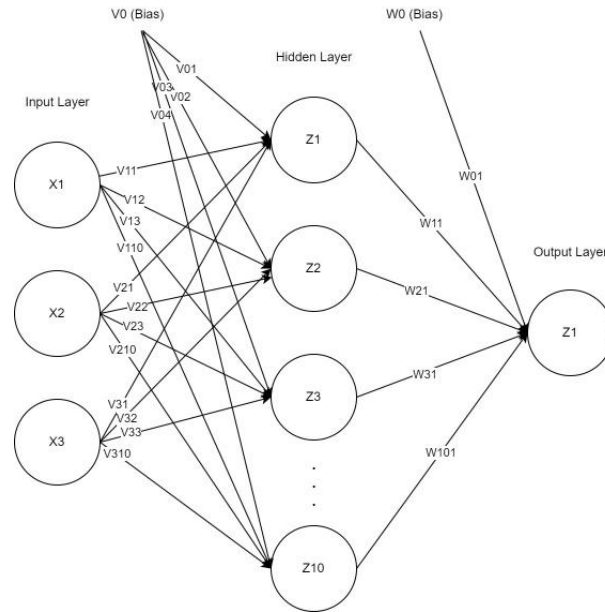 V0 (Bias)
W0 (Bias)
Hidden Layer
Input Layer
Output Layer
V01
V03
V02
V04
X1
X2
X3
V11
V12
V13
V110
V21
V22
V23
V210
V31
V32
V33
V310
Z1
Z2
Z3
.
.
.
Z10
W01
W11
W21
W31
W101
Z1